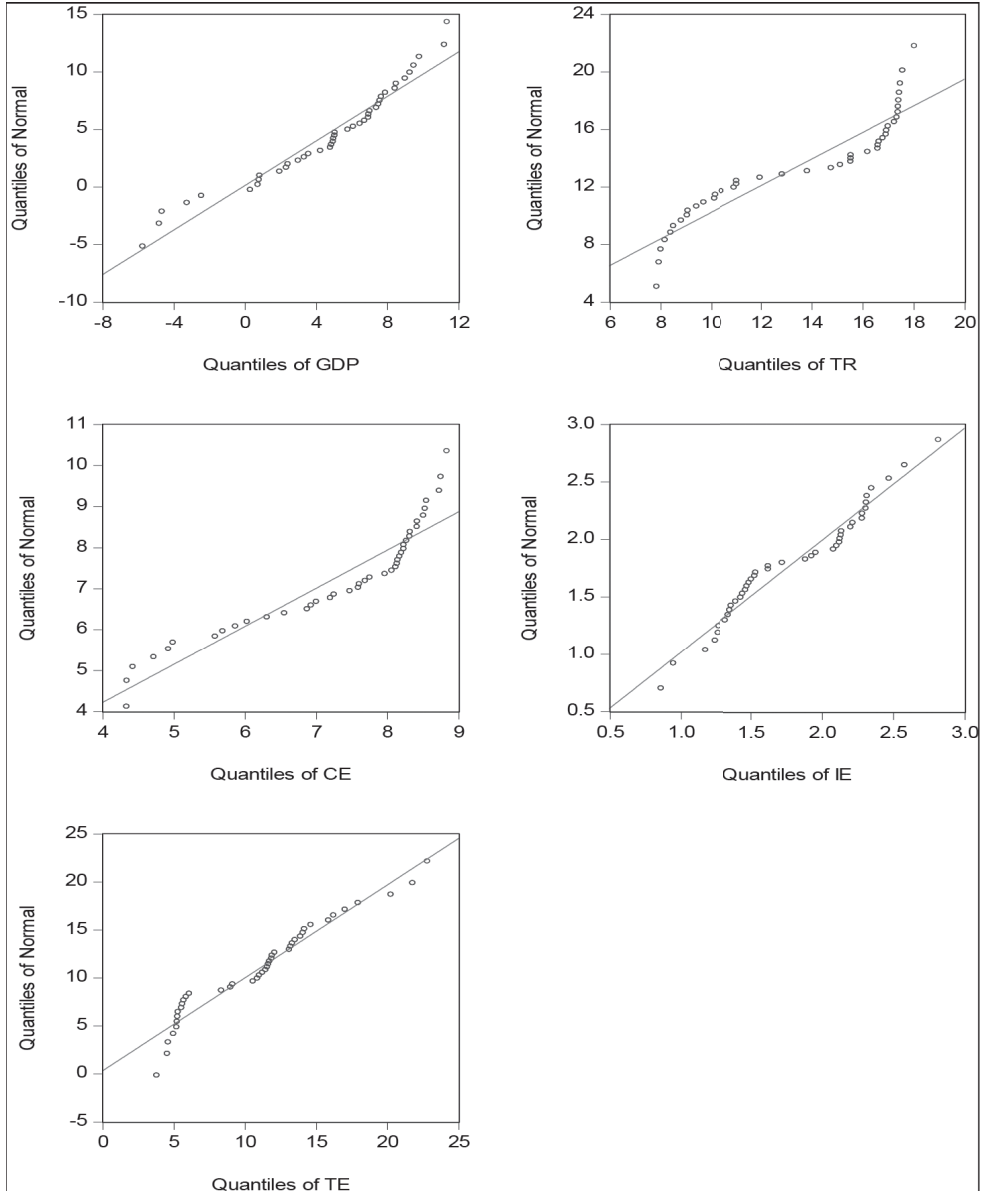 15
10
5
0
-5
-10
Quantiles of Normal
-8 -4 0 4 8 12
Quantiles of GDP
24
20
16
12
8
4
Quantiles of Normal
6 8 10 12 14 16 18 20
Quantiles of TR
11
10
9
8
7
6
5
4
Quantiles of Normal
4 5 6 7 8 9
Quantiles of CE
3.0
2.5
2.0
1.5
1.0
0.5
Quantiles of Normal
0.5 1.0 1.5 2.0 2.5 3.0
Quantiles of IE
25
20
15
10
5
0
-5
Quantiles of Normal
0 5 10 15 20 25
Quantiles of TE